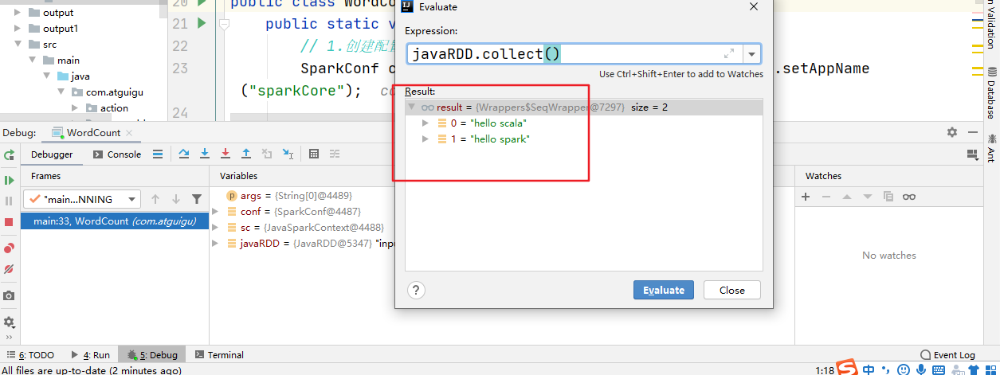 output
output1
src
main
java
com.atguigu
action
20
public class WordCo
21
public static v
22
// 1.创建配置
23
SparkConf c
.setAppName
("sparkCore");
24
Evaluate
Expression:
javaRDD.collect()
Use Ctrl+Shift+Enter to add to Watches
Result:
result = {Wrappers$SeqWrapper@7297} size = 2
0 = "hello scala"
1 = "hello spark"
?
Evaluate
Close
n Validation
Database
Ant
Debug:
WordCount
Debugger
Console
Frames
Variables
Watches
"main...NNING
main:33, WordCount (com.atguigu)
p args = {String[0]@4489}
conf = {SparkConf@4487}
sc = {JavaSparkContext@4488}
javaRDD = {JavaRDD@5347} "inpu
No watches
6: TODO
4: Run
5: Debug
Terminal
Event Log
All files are up-to-date (2 minutes ago)
1:18
中